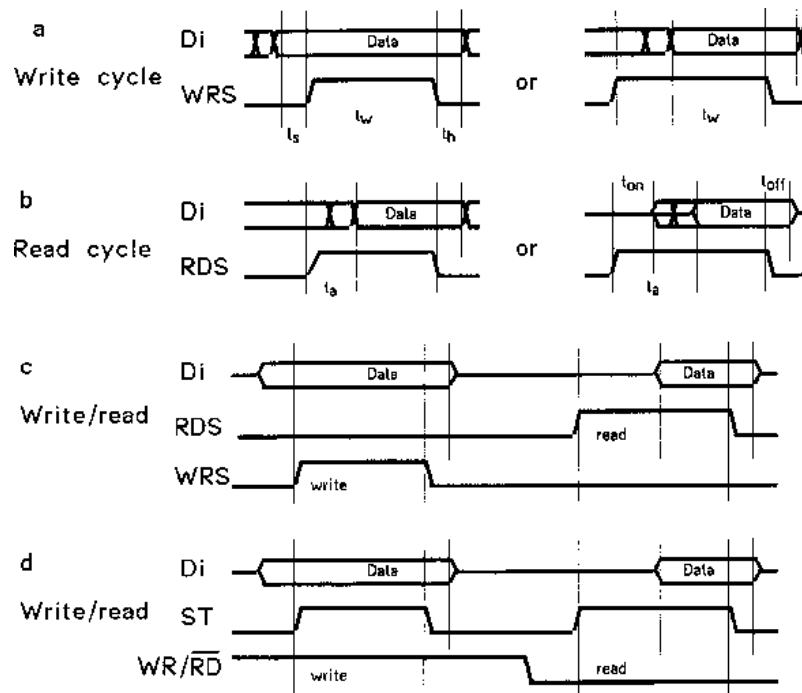 a
Di Data Data
Write cycle WRS or
ts tw th tw
b ton toff
Di Data Data
Read cycle RDS or
ta ta
c
Di Data Data
Write/read
RDS read
WRS write
d
Di Data Data
Write/read ST
WR/R̅D̅ write read